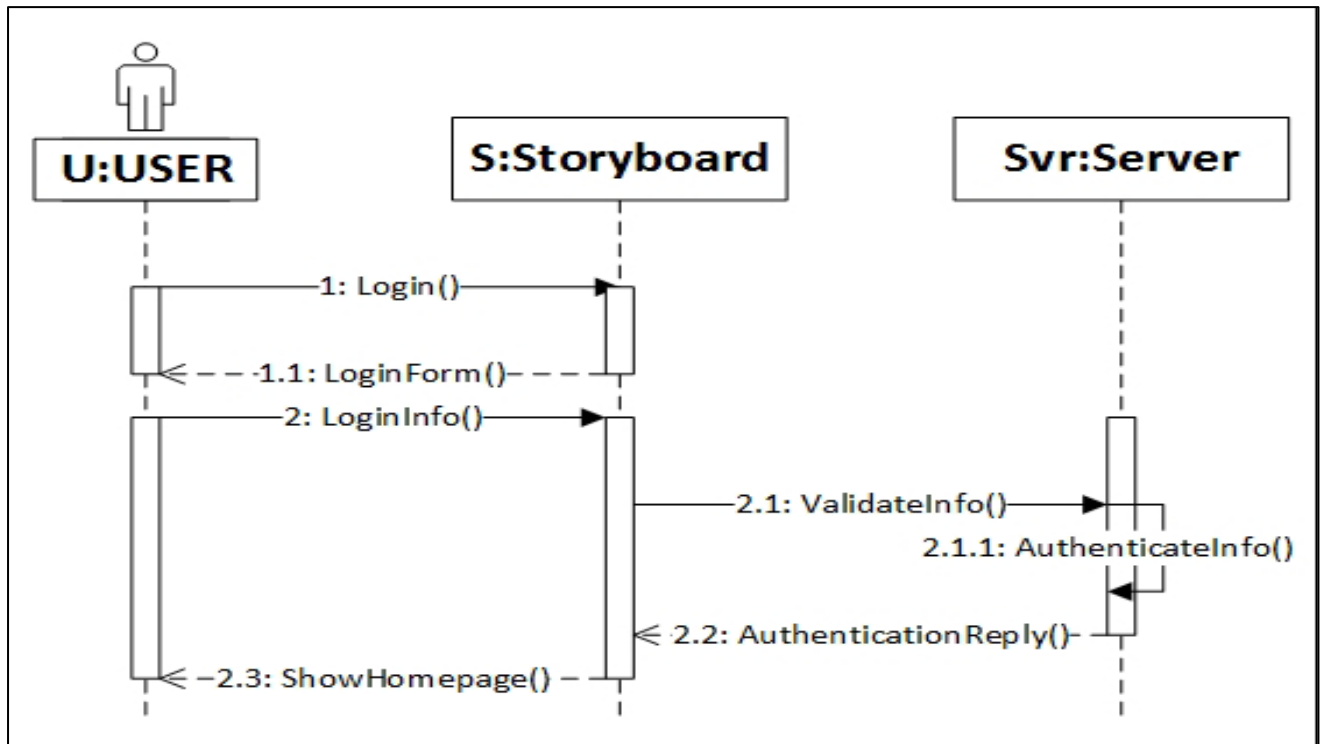 U:USER
S:Storyboard
Svr:Server
1: Login()
1.1: LoginForm()
2: LoginInfo()
2.1: ValidateInfo()
2.1.1: AuthenticateInfo()
2.2: AuthenticationReply()
2.3: ShowHomepage()